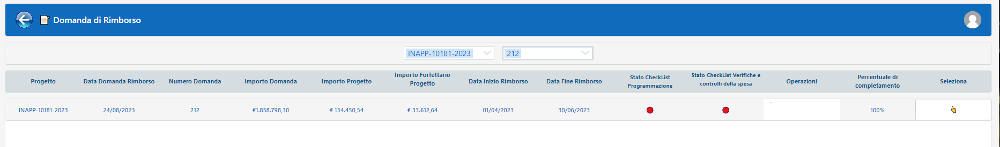 Domanda di Rimborso
INAPP-10181-2023 212
Progetto Data Domanda Rimborso Numero Domanda Importo Domanda Importo Progetto Importo Forfettario Progetto Data Inizio Rimborso Data Fine Rimborso Stato CheckList Programmazione Stato CheckList Verifiche e controlli della spesa Operazioni Percentuale di completamento Seleziona
INAPP-10181-2023 24/08/2023 212 €1.858.798,30 € 134.450,54 € 33.612,64 01/04/2023 30/06/2023 ... 100%